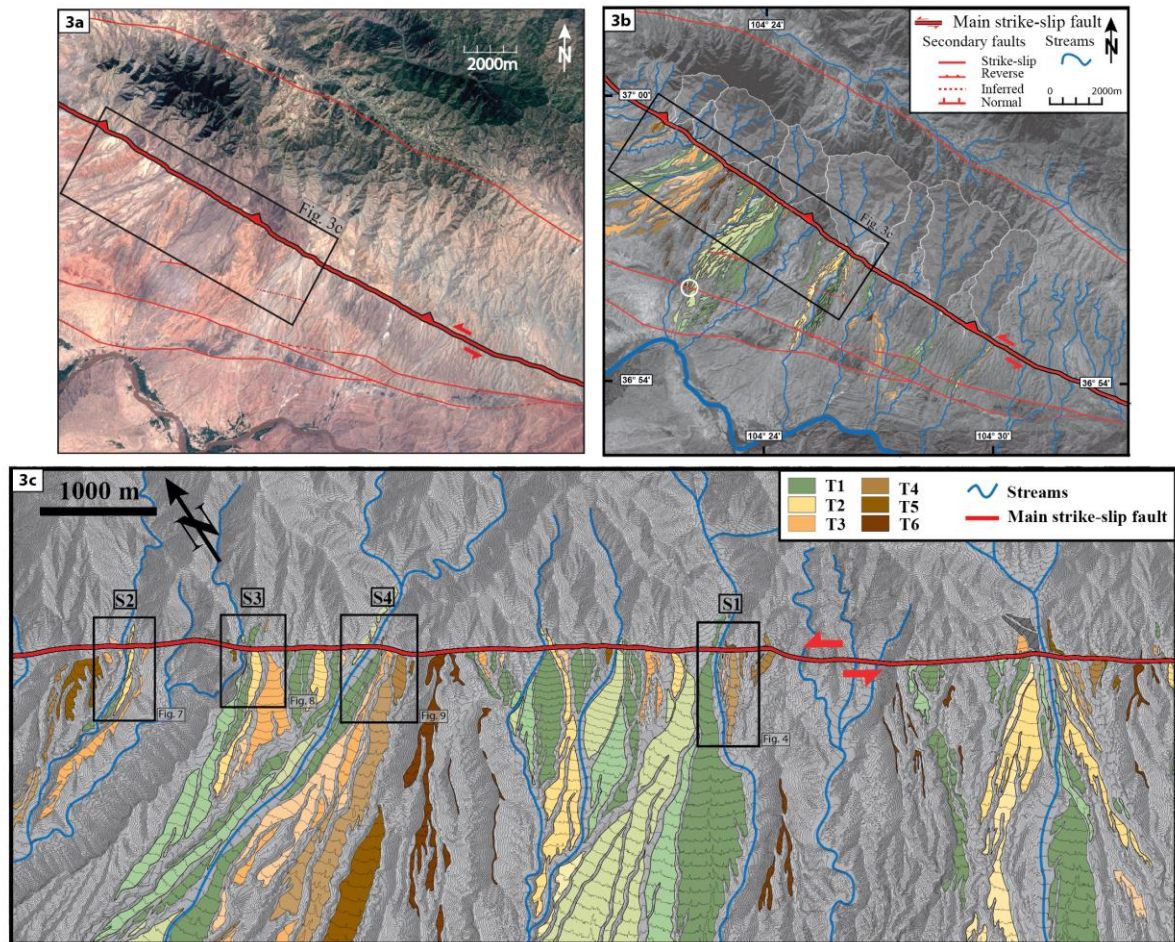 3a
N
2000m
Fig. 3c
3b
104° 24'
Main strike-slip fault
Secondary faults
Streams
N
Strike-slip
Reverse
Inferred
Normal
0
2000m
37° 00'
Fig. 3c
36° 54'
36° 54'
104° 24'
104° 30'
3c
1000 m
N
T1
T4
Streams
T2
T5
Main strike-slip fault
T3
T6
S2
S3
S4
S1
Fig. 7
Fig. 8
Fig. 9
Fig. 4